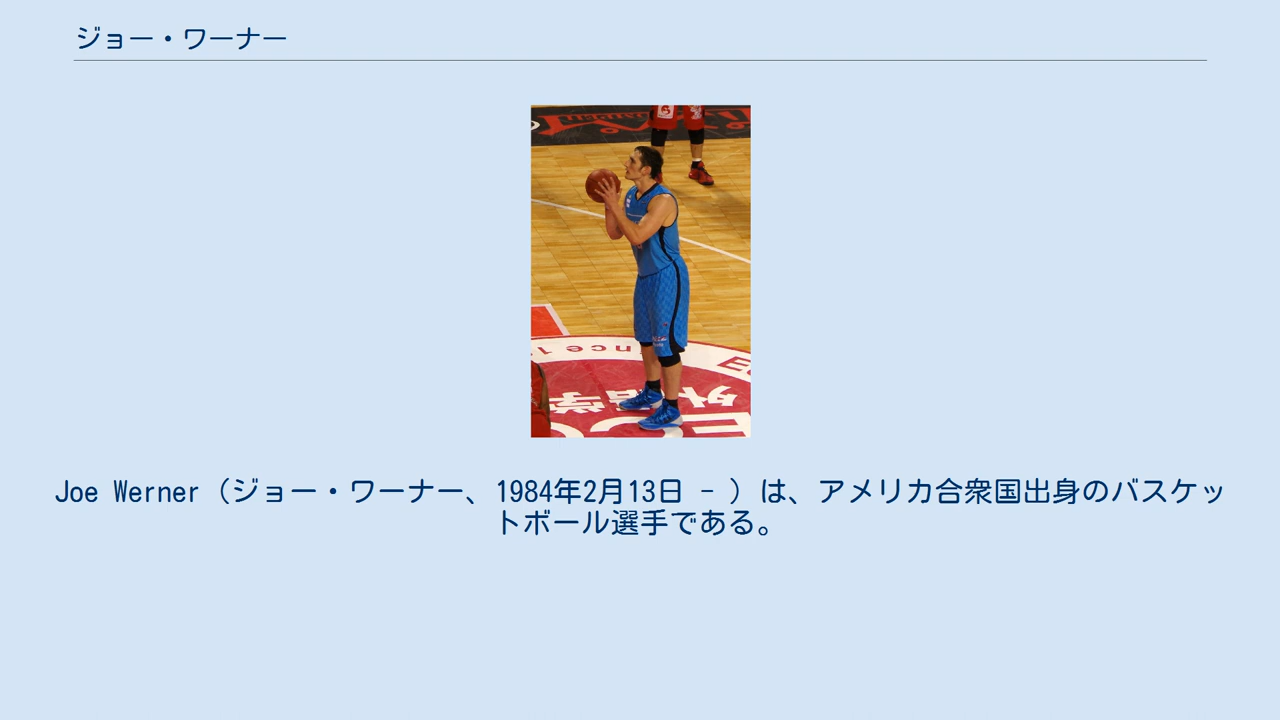 ジョー・ワーナー
外
Joe Werner（ジョー・ワーナー、1984年2月13日 - ）は、アメリカ合衆国出身のバスケッ
トボール選手である。